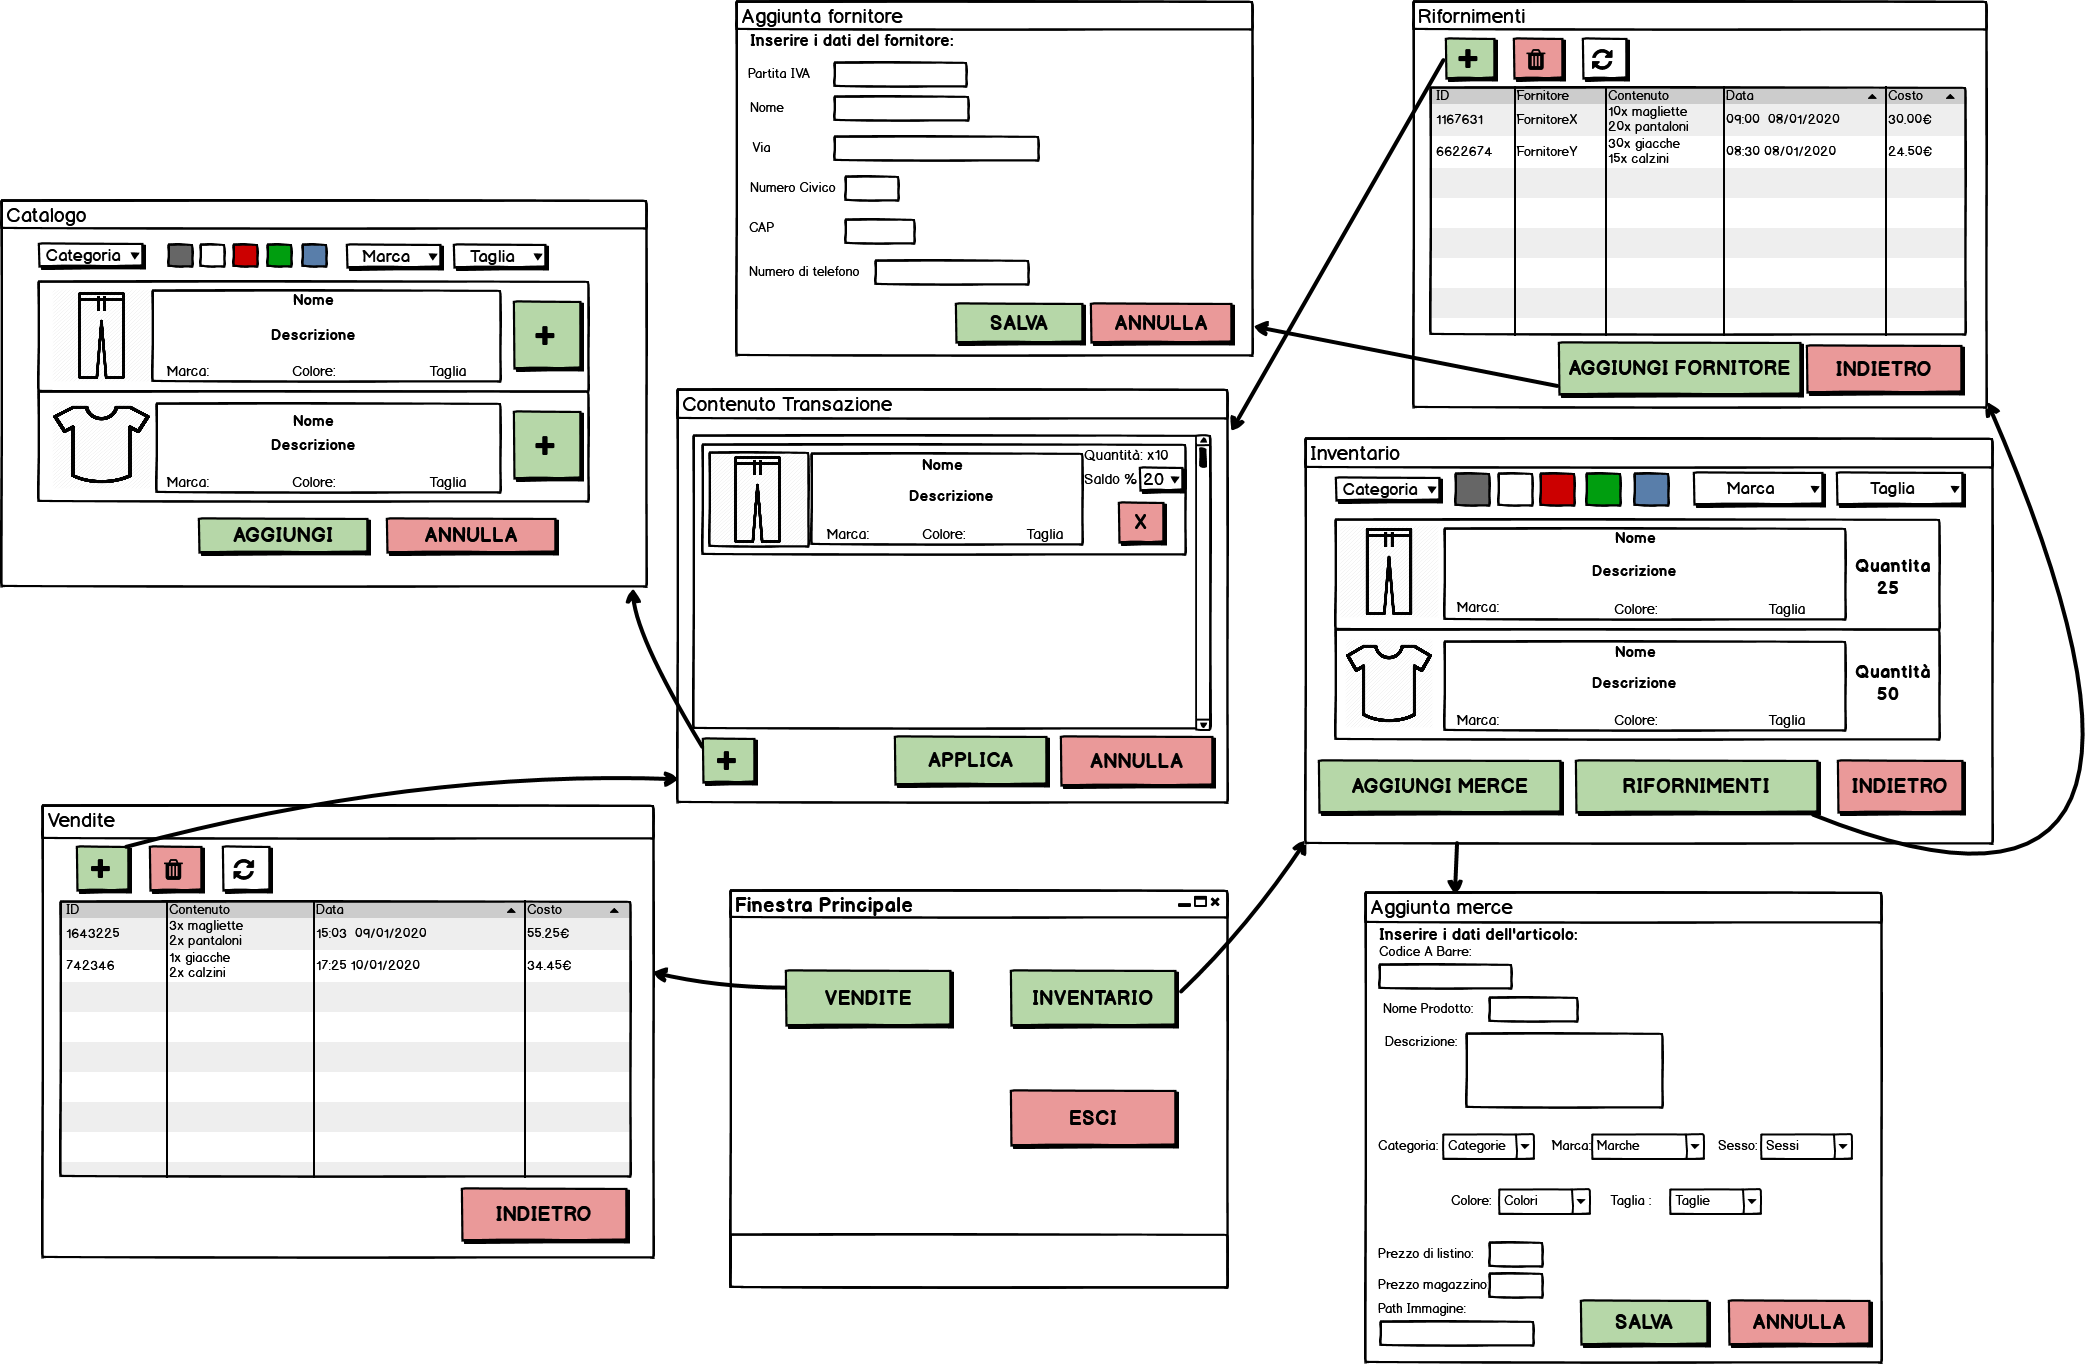 Aggiunta fornitore
Inserire i dati del fornitore:
Partita IVA
Nome
Via
Numero Civico
CAP
Numero di telefono
SALVA
ANNULLA
Rifornimenti
ID Fornitore Contenuto Data Costo
1167631 FornitoreX 10x magliette 09:00 08/01/2020 30.00€
20x pantaloni
6622674 FornitoreY 30x giacche 08:30 08/01/2020 24.50€
15x calzini
AGGIUNGI FORNITORE
INDIETRO
Catalogo
Categoria Marca Taglia
Nome
Descrizione
Marca: Colore: Taglia
Nome
Descrizione
Marca: Colore: Taglia
AGGIUNGI
ANNULLA
Contenuto Transazione
Nome
Descrizione
Marca: Colore: Taglia
Quantità: x10
Saldo % 20
X
APPLICA
ANNULLA
Inventario
Categoria Marca Taglia
Nome
Descrizione
Marca: Colore: Taglia
Quantita
25
Nome
Descrizione
Marca: Colore: Taglia
Quantità
50
AGGIUNGI MERCE
RIFORNIMENTI
INDIETRO
Vendite
ID Contenuto Data Costo
1643225 3x magliette 15:03 09/01/2020 55.25€
2x pantaloni
742346 1x giacche 17:25 10/01/2020 34.45€
2x calzini
INDIETRO
Finestra Principale
VENDITE
INVENTARIO
ESCI
Aggiunta merce
Inserire i dati dell'articolo:
Codice A Barre:
Nome Prodotto:
Descrizione:
Categoria: Categorie Marca: Marche Sesso: Sessi
Colore: Colori Taglia : Taglie
Prezzo di listino:
Prezzo magazzino
Path Immagine:
SALVA
ANNULLA